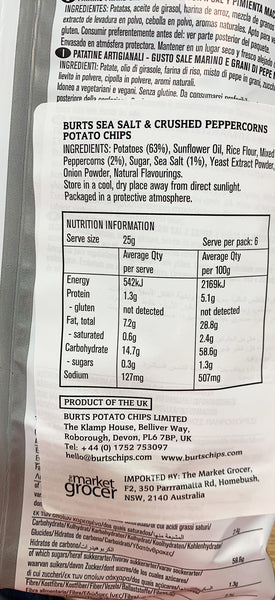 INGREDIENTES: Patatas, aceite de girasol, harina de arroz, mezcla de
extracto de levadura en polvo, cebolla en polvo, aromas naturales. Apto para
gluten. Consumir preferentemente antes del: ver parte posterior del paquete.
Envasado en atmósfera protectora. Mantener en un lugar seco y fresco alejado
PATATINE ARTIGIANALI - GUSTO SALE MARINO E GRANI DI PEPE
INGREDIENTI: Patate, olio di girasole, farina di riso, misto di pepe in grani,
lievito in polvere, cipolla in polvere, aromi naturali.
Idoneo a vegetariani e vegani. Senza glutine. Da consumarsi
BURTS SEA SALT & CRUSHED PEPPERCORNS
POTATO CHIPS
INGREDIENTS: Potatoes (63%), Sunflower Oil, Rice Flour, Mixed
Peppercorns (2%), Sugar, Sea Salt (1%), Yeast Extract Powder,
Onion Powder, Natural Flavourings.
Store in a cool, dry place away from direct sunlight.
Packaged in a protective atmosphere.
NUTRITION INFORMATION
Serve size 25g Serve per pack: 6
Average Qty Average Qty
per serve per 100g
Energy 542kJ 2169kJ
Protein 1.3g 5.1g
- gluten not detected not detected
Fat, total 7.2g 28.8g
- saturated 0.6g 2.4g
Carbohydrate 14.7g 58.6g
- sugars 0.3g 1.3g
Sodium 127mg 507mg
PRODUCT OF THE UK
BURTS POTATO CHIPS LIMITED
The Klamp House, Belliver Way,
Roborough, Devon, PL6 7BP, UK
Tel: +44 (0) 1752 753097
hello@burtschips.com www.burtschips.com
the market grocer
IMPORTED BY: The Market Grocer,
F2, 350 Parrramatta Rd, Homebush,
NSW, 2140 Australia
58.6g
1.3g